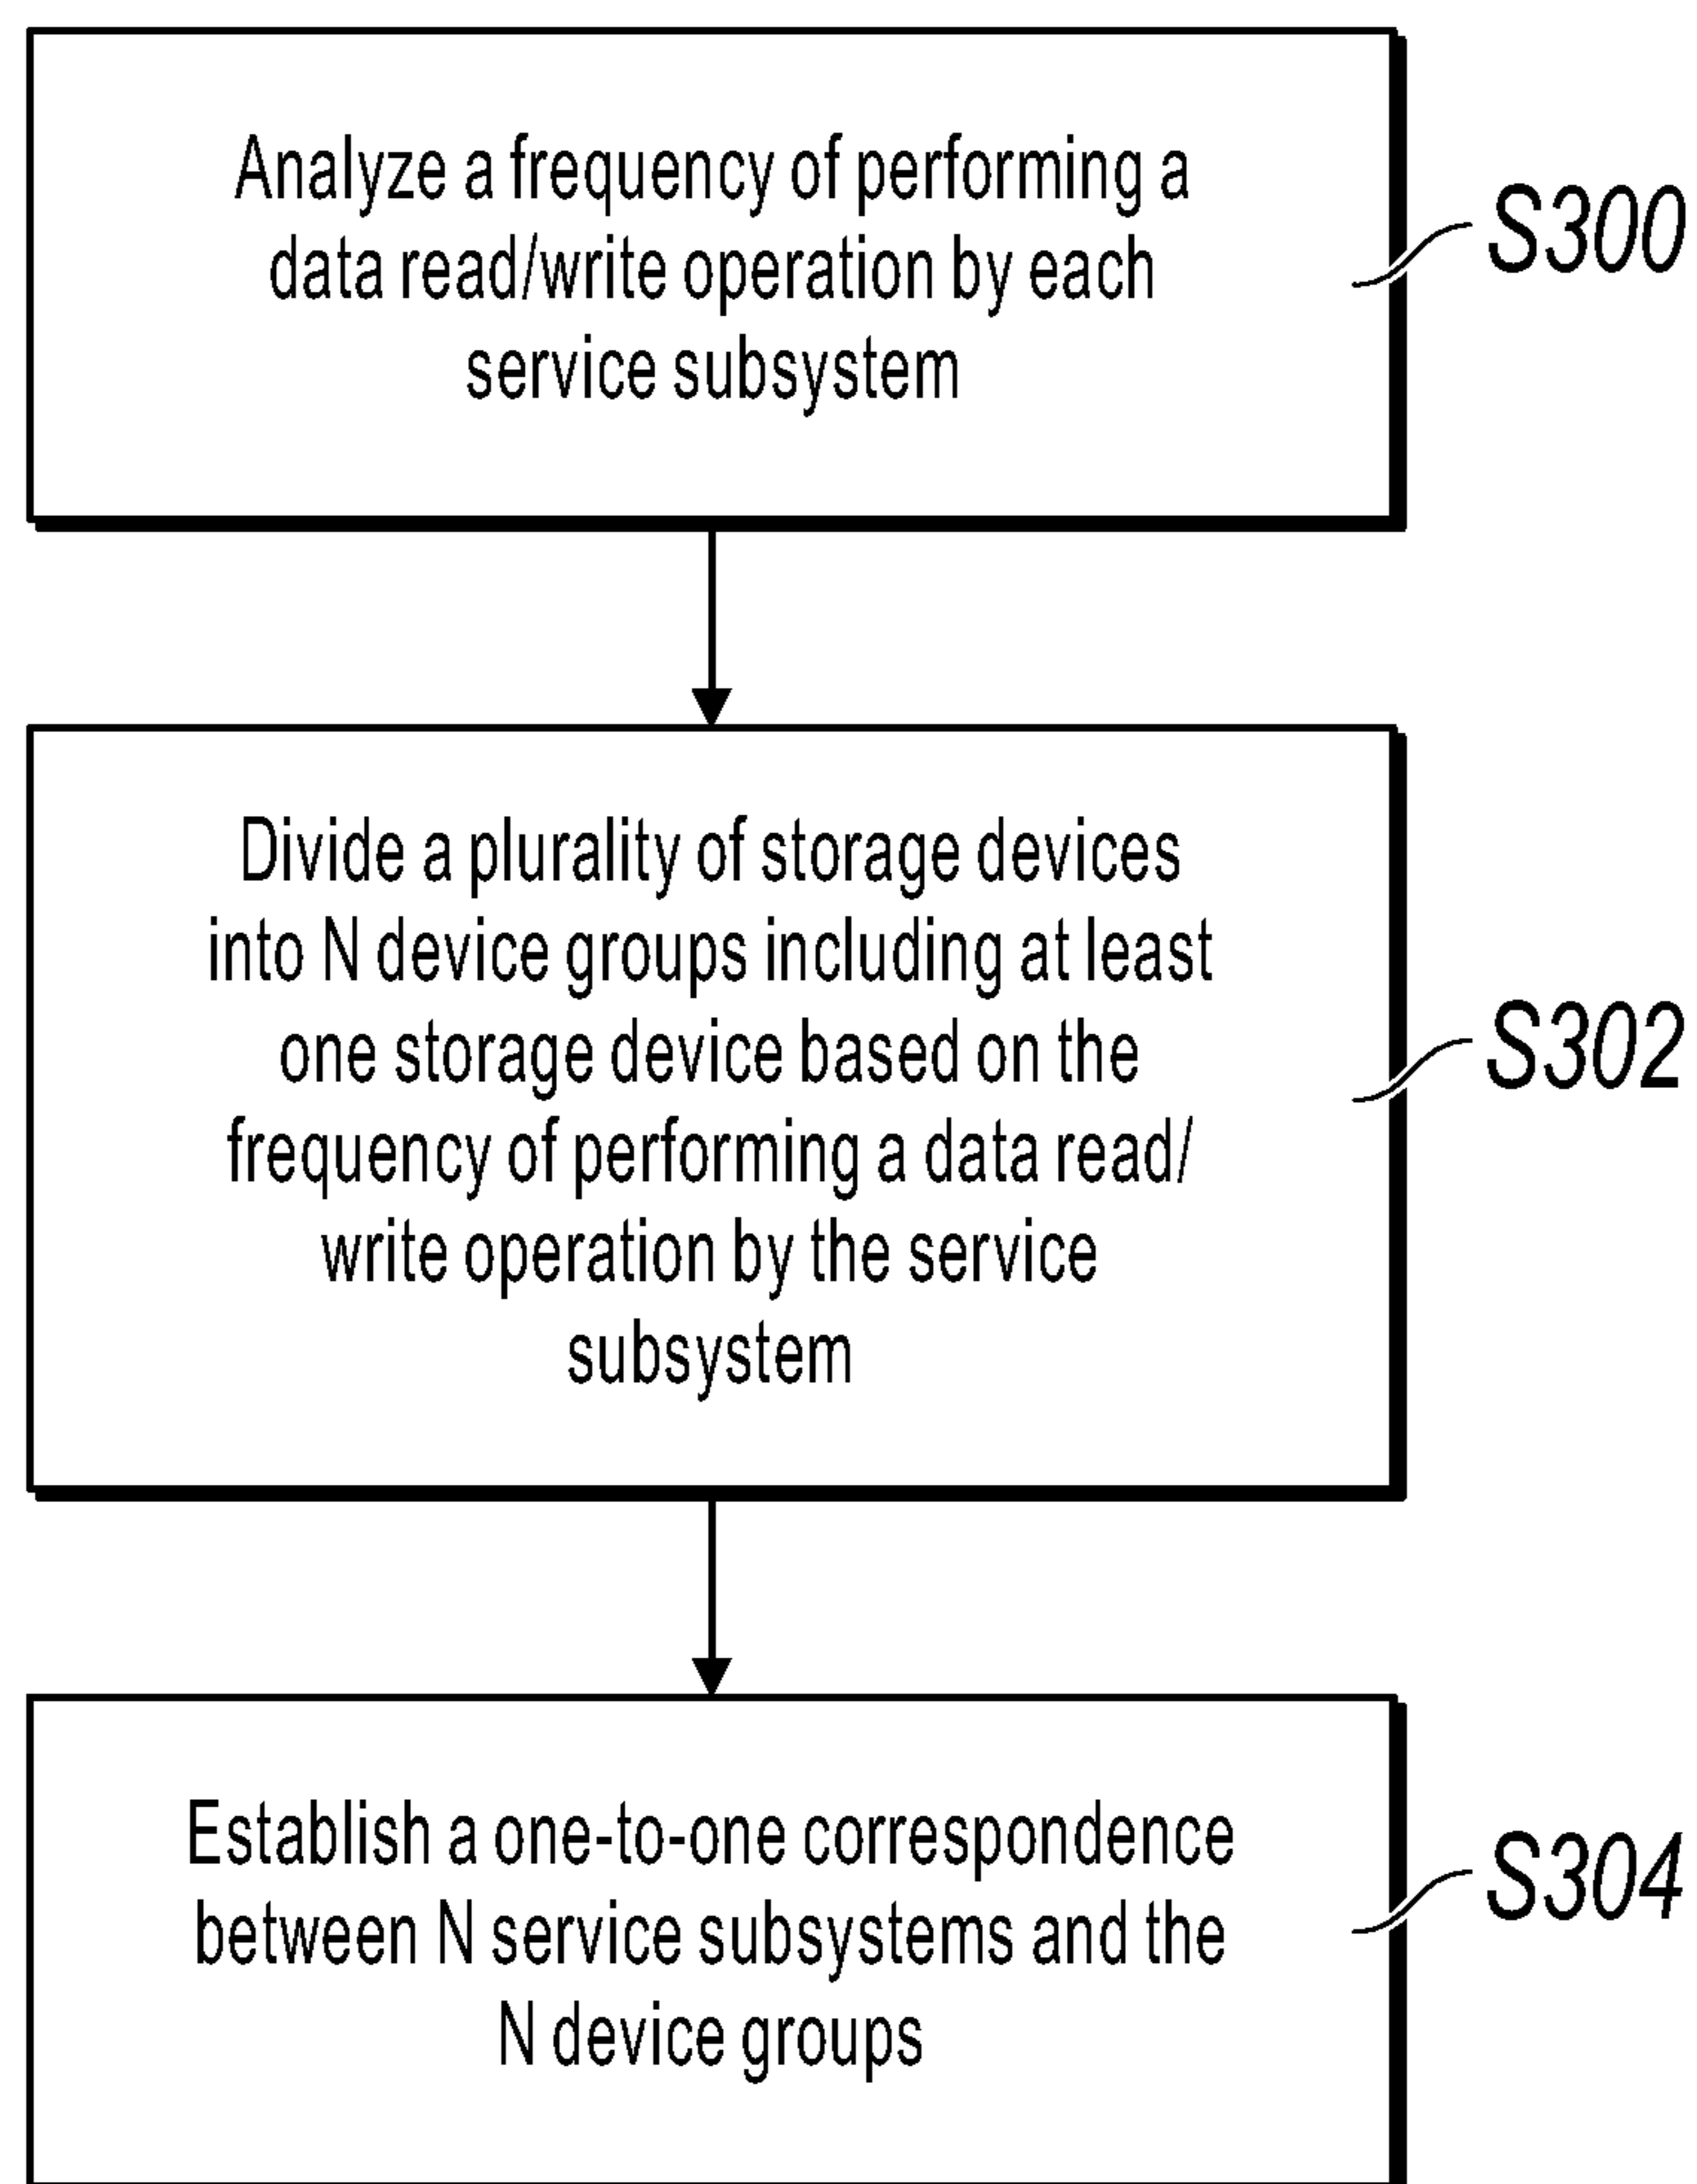 Analyze a frequency of performing a
data read/write operation by each
service subsystem
S300
Divide a plurality of storage devices
into N device groups including at least
one storage device based on the
frequency of performing a data read/
write operation by the service
subsystem
S302
Establish a one-to-one correspondence
between N service subsystems and the
N device groups
S304